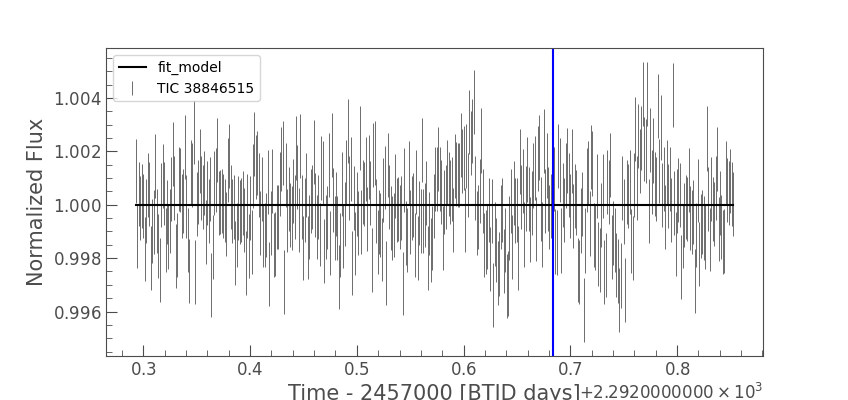 fit_model
TIC 38846515
1.004
1.002
1.000
0.998
0.996
Normalized Flux
0.3 0.4 0.5 0.6 0.7 0.8
Time - 2457000 [BTJD days]
+2.2920000000 × 10³